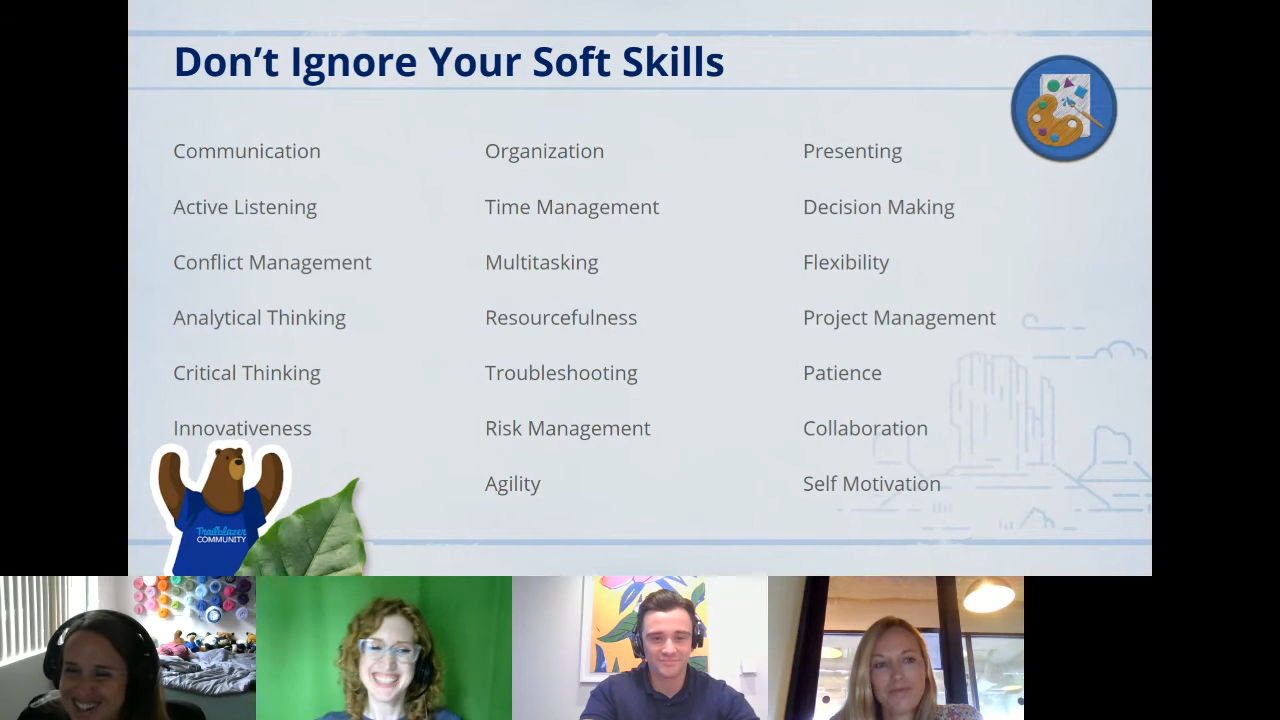 Don’t Ignore Your Soft Skills
Communication
Active Listening
Conflict Management
Analytical Thinking
Critical Thinking
Innovativeness
Organization
Time Management
Multitasking
Resourcefulness
Troubleshooting
Risk Management
Agility
Presenting
Decision Making
Flexibility
Project Management
Patience
Collaboration
Self Motivation
Trailblazer
COMMUNITY